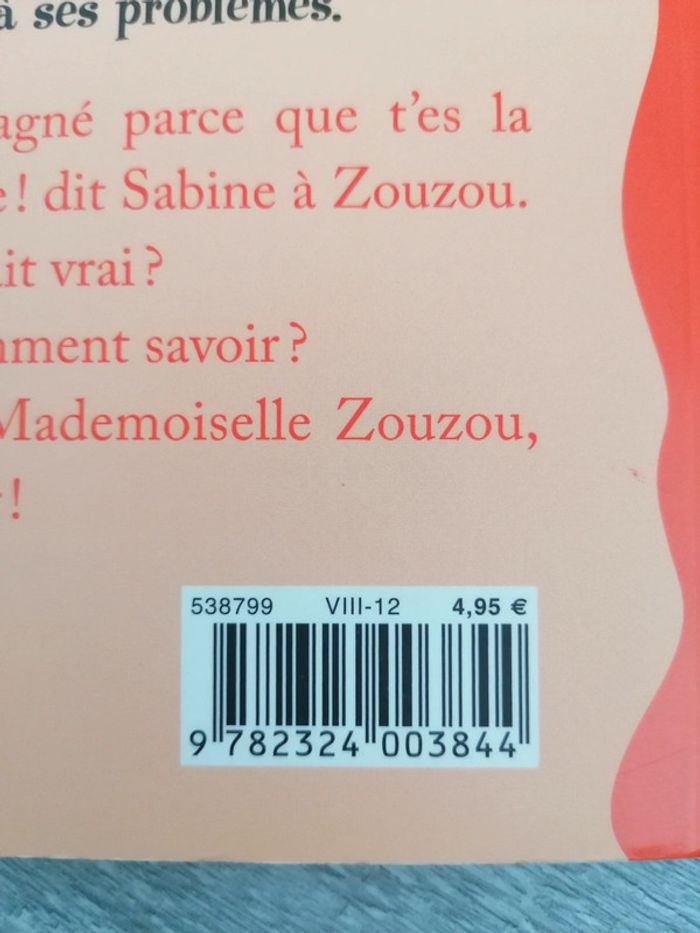 à ses problèmes.
agné parce que t'es la
e ! dit Sabine à Zouzou.
it vrai ?
ment savoir ?
Mademoiselle Zouzou,
!
538799 VIII-12 4,95 €
9 782324 003844